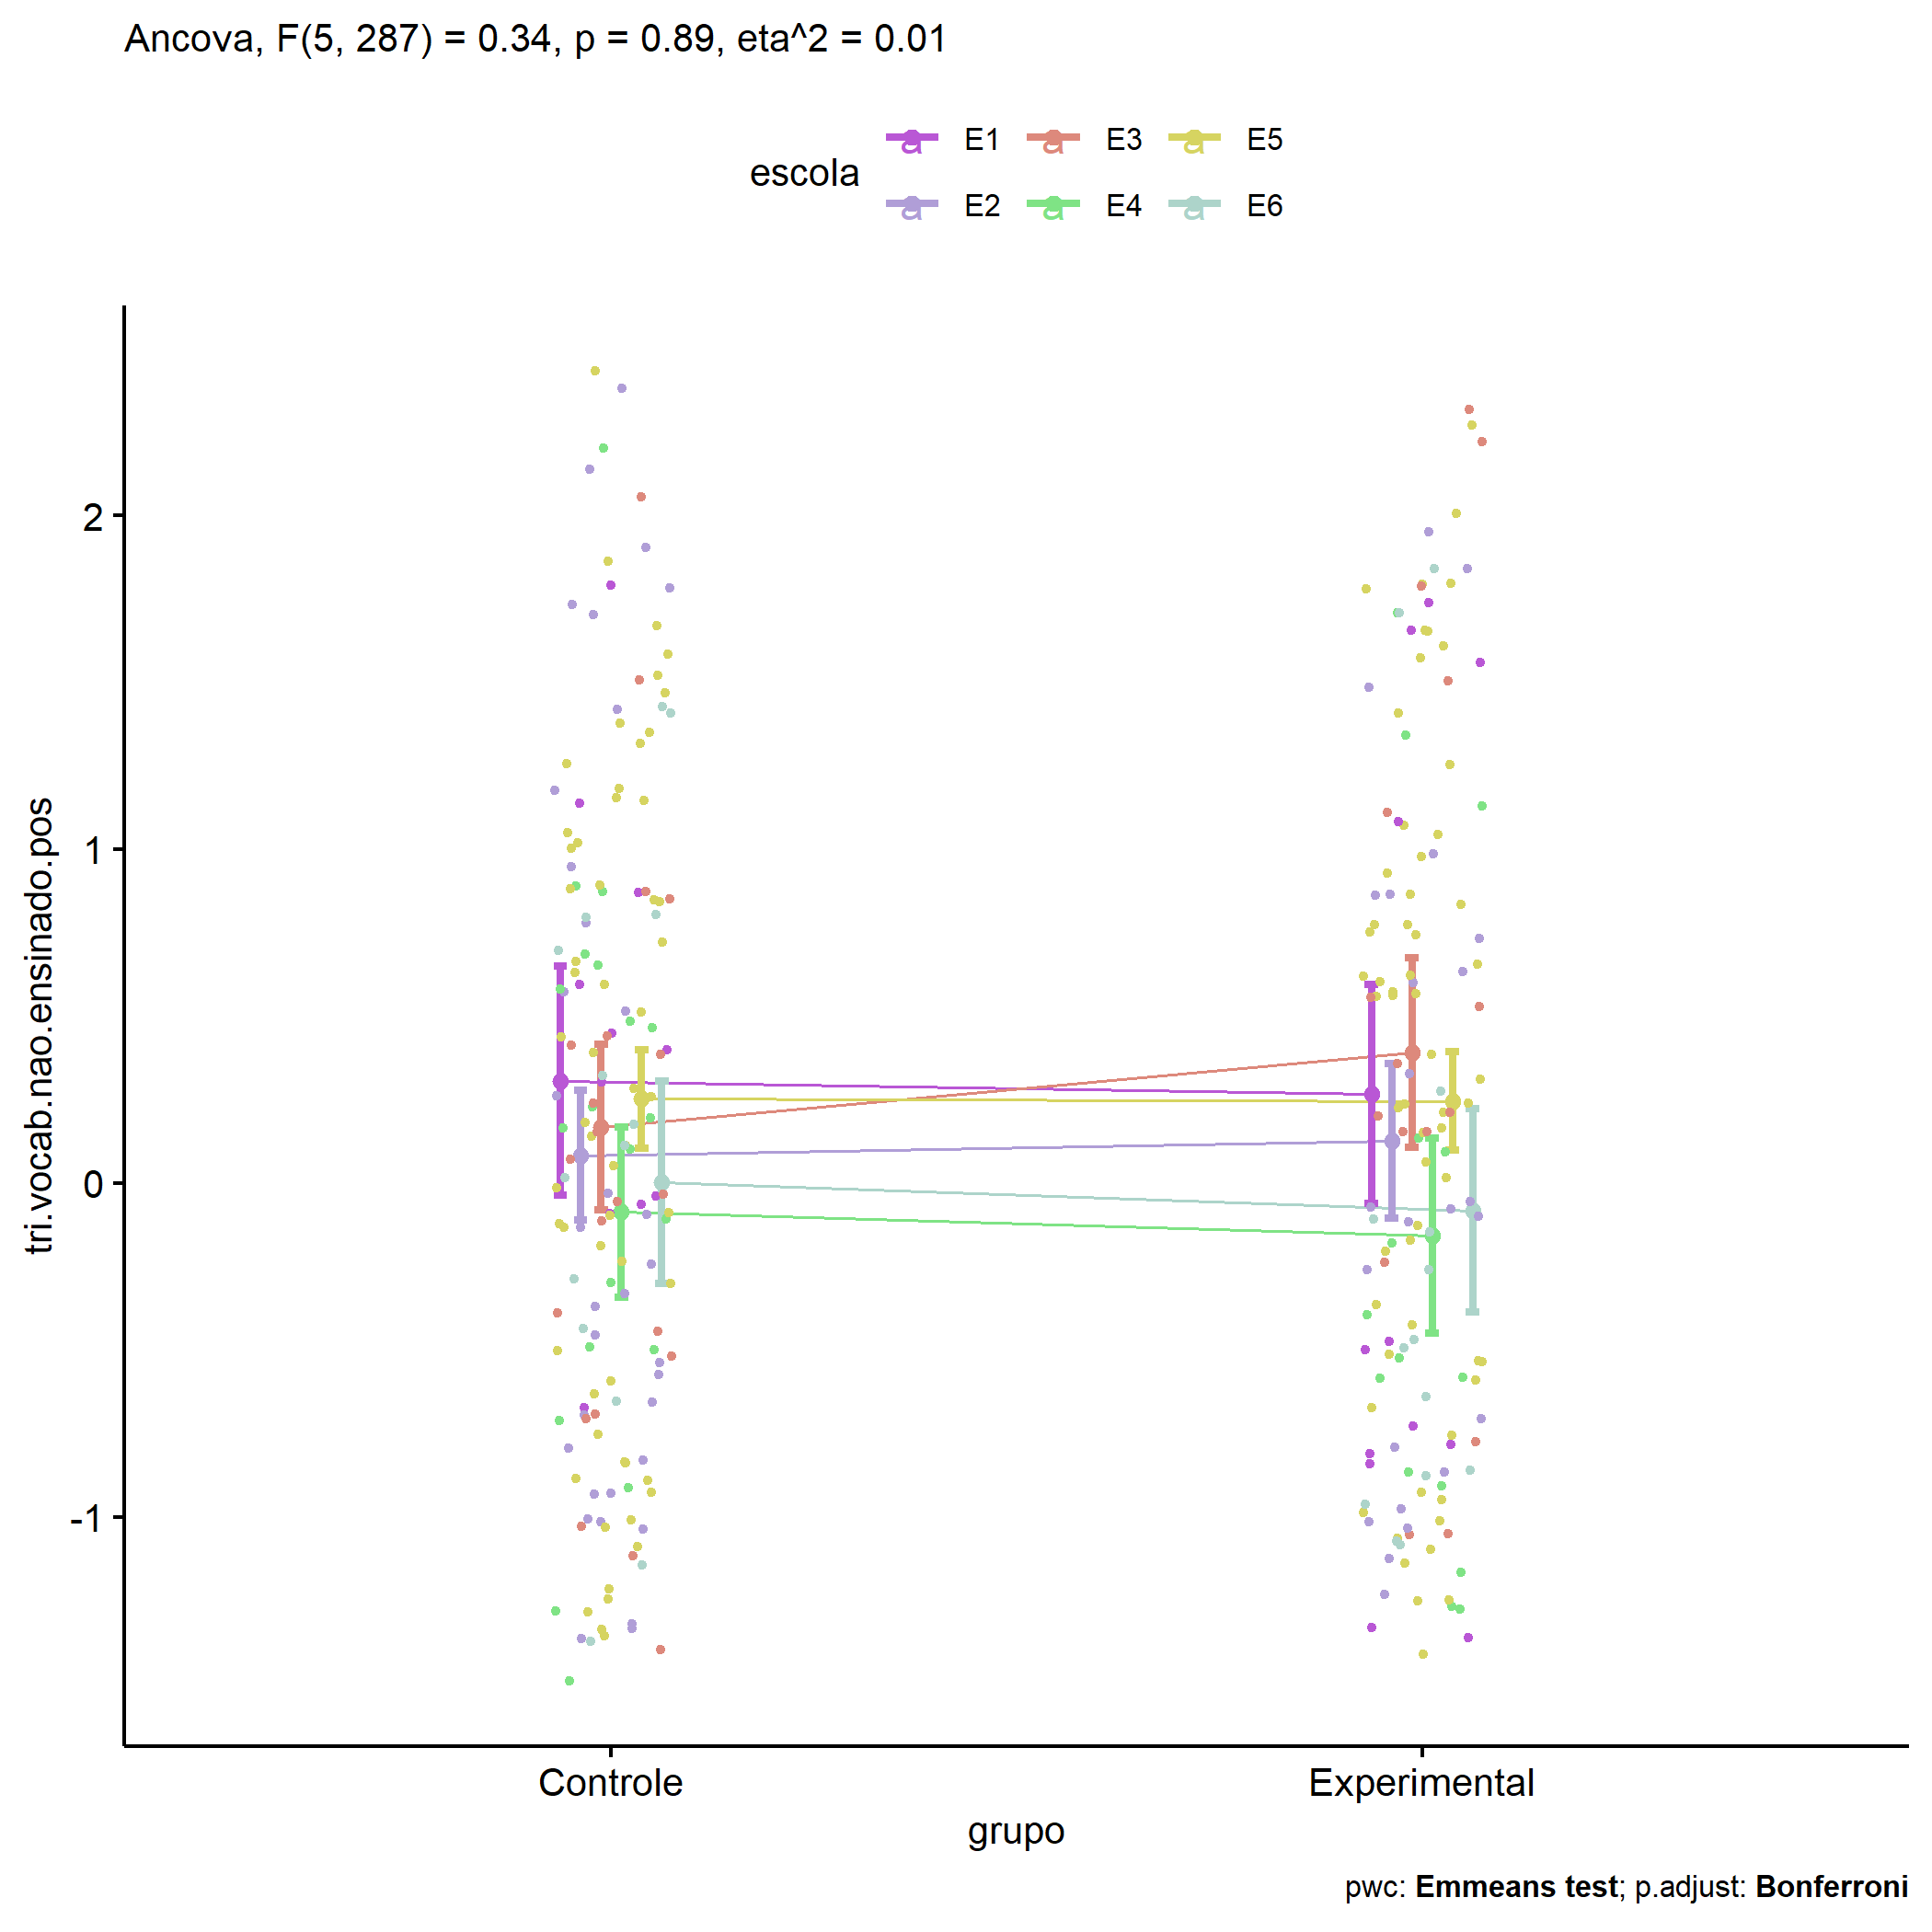 Ancova, F(5, 287) = 0.34, p = 0.89, eta^2 = 0.01
escola
a E1 a E3 a E5
a E2 a E4 a E6
tri.vocab.nao.ensinado.pos
2
1
0
-1
Controle Experimental
grupo
pwc: Emmeans test; p.adjust: Bonferroni